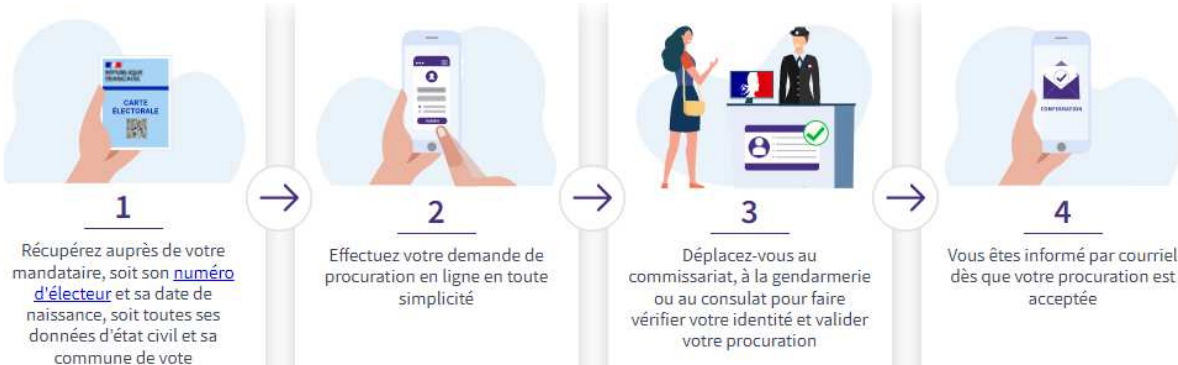 RÉPUBLIQUE
FRANÇAISE
CARTE
ÉLECTORALE
CONFIRMATION
1
Récupérez auprès de votre
mandataire, soit son numéro
d'électeur et sa date de
naissance, soit toutes ses
données d'état civil et sa
commune de vote
2
Effectuez votre demande de
procuration en ligne en toute
simplicité
3
Déplacez-vous au
commissariat, à la gendarmerie
ou au consulat pour faire
vérifier votre identité et valider
votre procuration
4
Vous êtes informé par courriel
dès que votre procuration est
acceptée